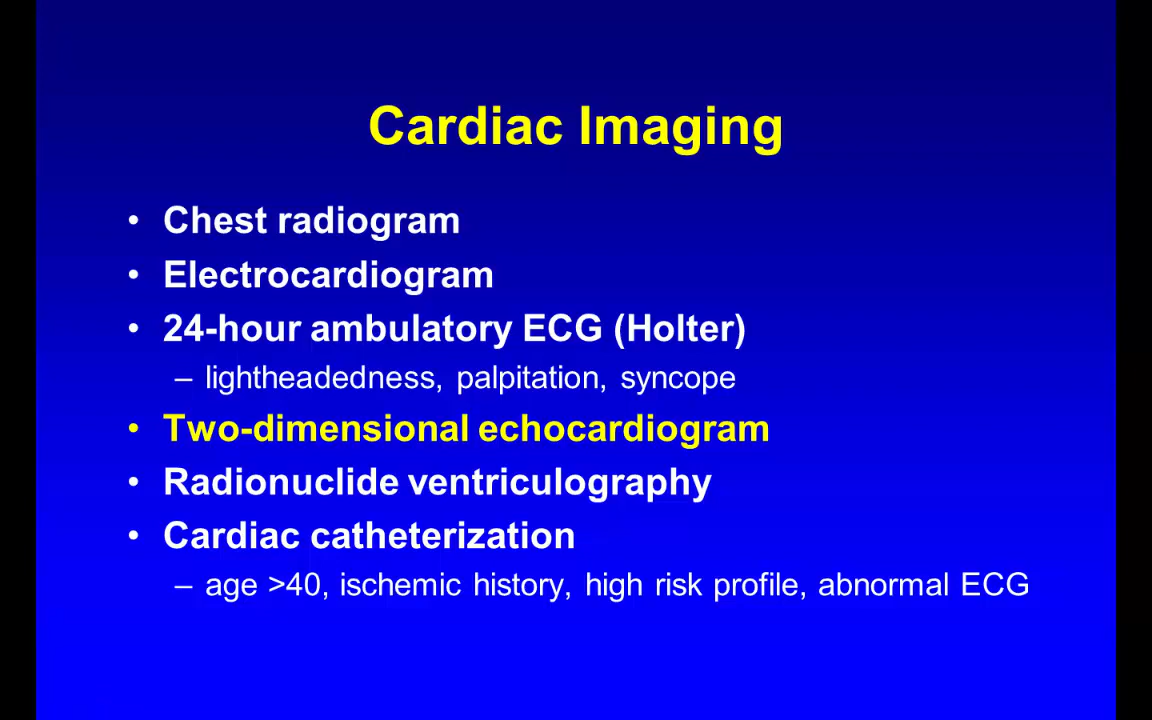 Cardiac Imaging
• Chest radiogram
• Electrocardiogram
• 24-hour ambulatory ECG (Holter)
– lightheadedness, palpitation, syncope
• Two-dimensional echocardiogram
• Radionuclide ventriculography
• Cardiac catheterization
– age >40, ischemic history, high risk profile, abnormal ECG